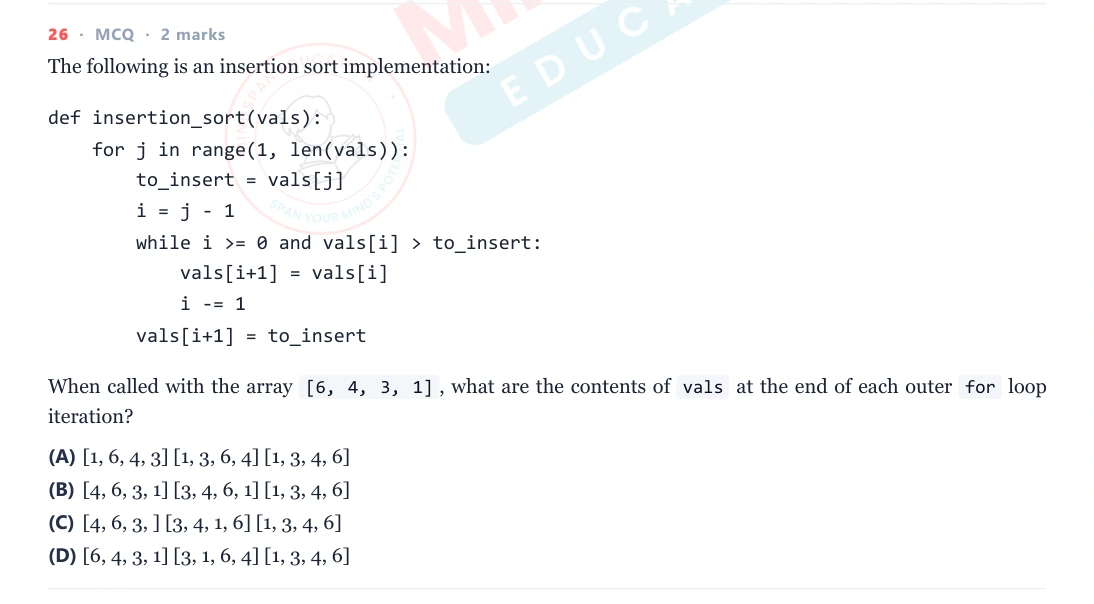 26 · MCQ · 2 marks
The following is an insertion sort implementation:
def insertion_sort(vals):
    for j in range(1, len(vals)):
        to_insert = vals[j]
        i = j - 1
        while i >= 0 and vals[i] > to_insert:
            vals[i+1] = vals[i]
            i -= 1
        vals[i+1] = to_insert
When called with the array [6, 4, 3, 1], what are the contents of vals at the end of each outer for loop
iteration?
(A) [1, 6, 4, 3] [1, 3, 6, 4] [1, 3, 4, 6]
(B) [4, 6, 3, 1] [3, 4, 6, 1] [1, 3, 4, 6]
(C) [4, 6, 3, ] [3, 4, 1, 6] [1, 3, 4, 6]
(D) [6, 4, 3, 1] [3, 1, 6, 4] [1, 3, 4, 6]
SPAN YOUR MIND'S POTENTIAL